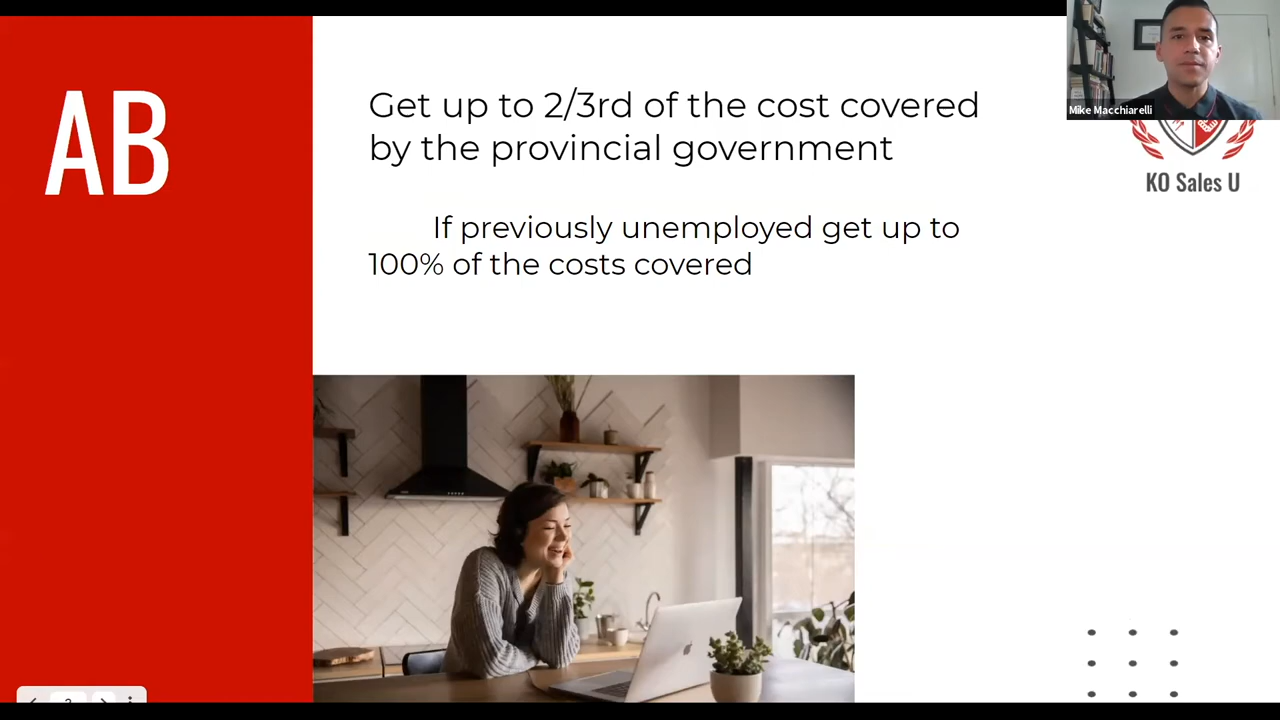 AB
Get up to 2/3rd of the cost covered
by the provincial government
If previously unemployed get up to
100% of the costs covered
Mike Macchiarelli
KO Sales U